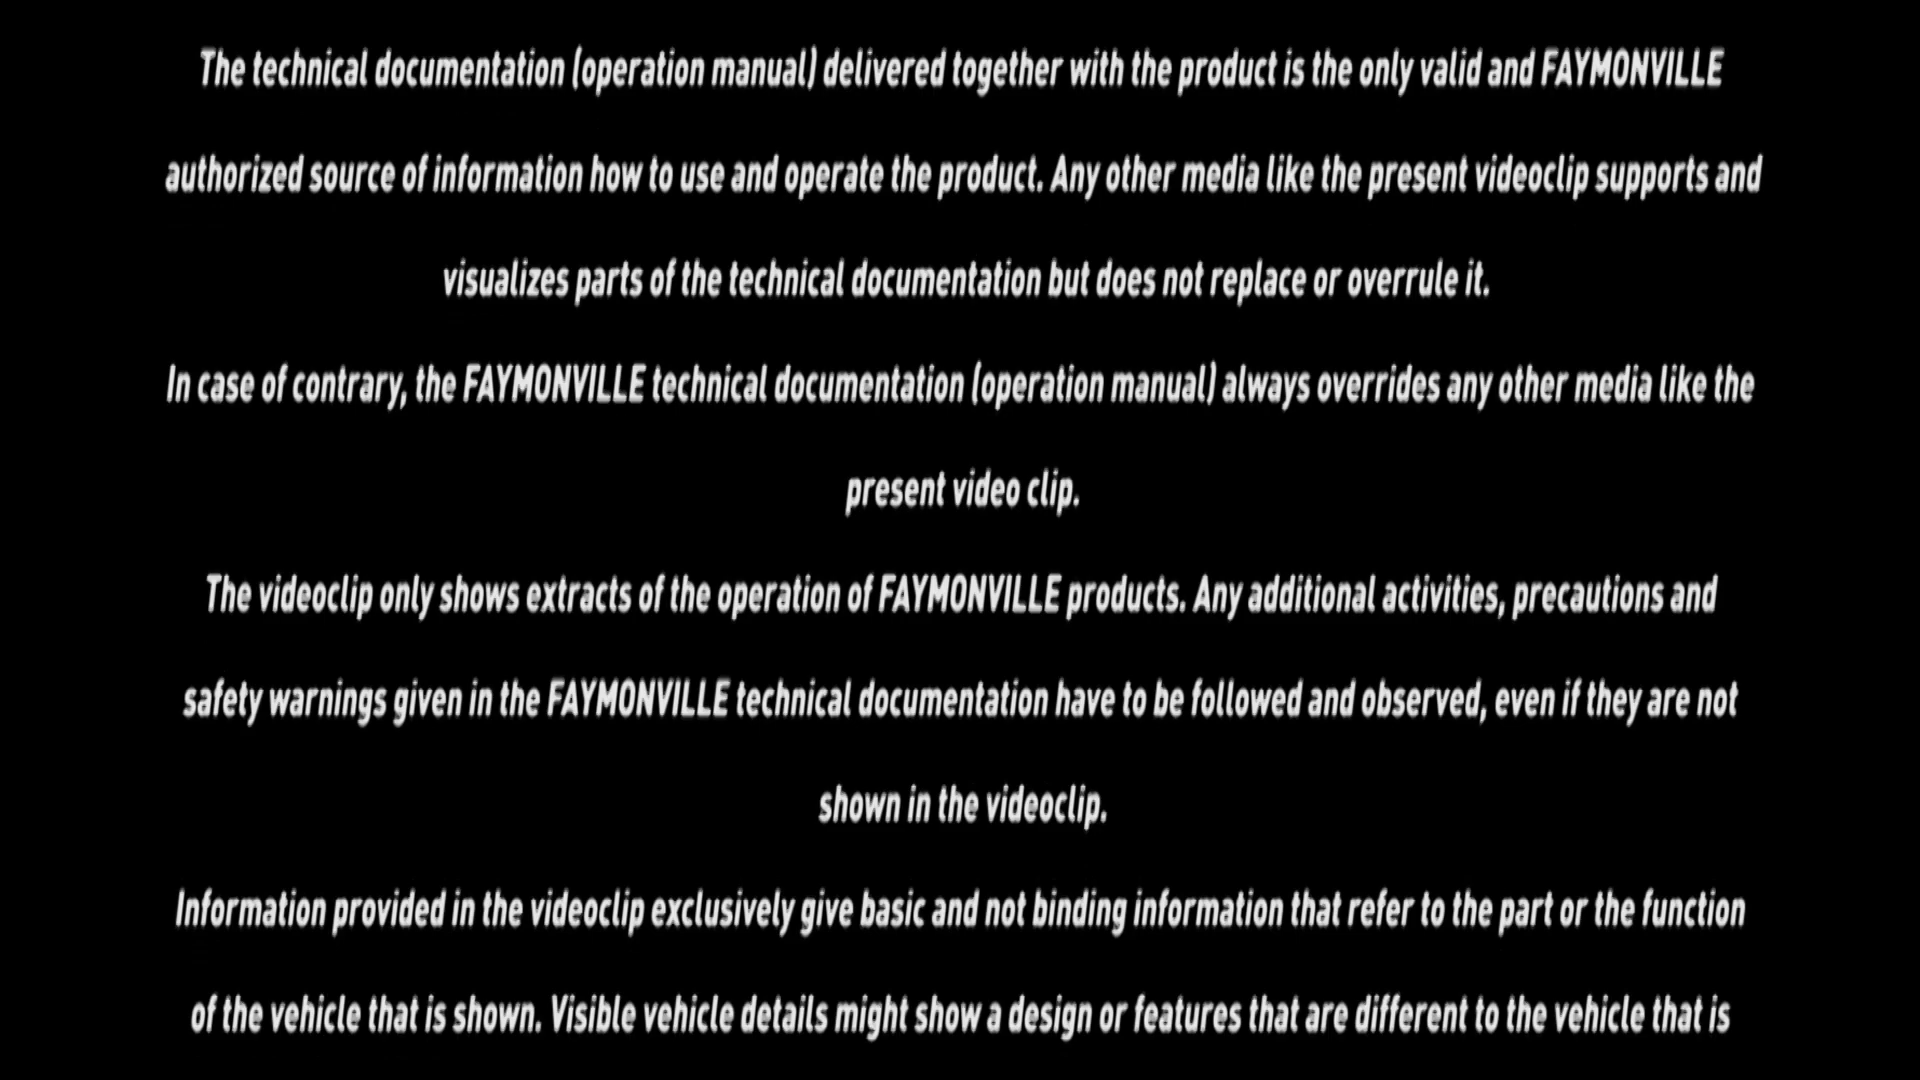 The technical documentation (operation manual) delivered together with the product is the only valid and FAYMONVILLE
authorized source of information how to use and operate the product. Any other media like the present videoclip supports and
visualizes parts of the technical documentation but does not replace or overrule it.
In case of contrary, the FAYMONVILLE technical documentation (operation manual) always overrides any other media like the
present video clip.
The videoclip only shows extracts of the operation of FAYMONVILLE products. Any additional activities, precautions and
safety warnings given in the FAYMONVILLE technical documentation have to be followed and observed, even if they are not
shown in the videoclip.
Information provided in the videoclip exclusively give basic and not binding information that refer to the part or the function
of the vehicle that is shown. Visible vehicle details might show a design or features that are different to the vehicle that is